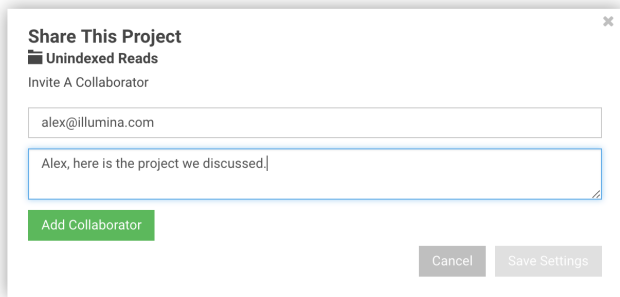 Share This Project
Unindexed Reads
Invite A Collaborator
alex@illumina.com
Alex, here is the project we discussed.
Add Collaborator
Cancel Save Settings